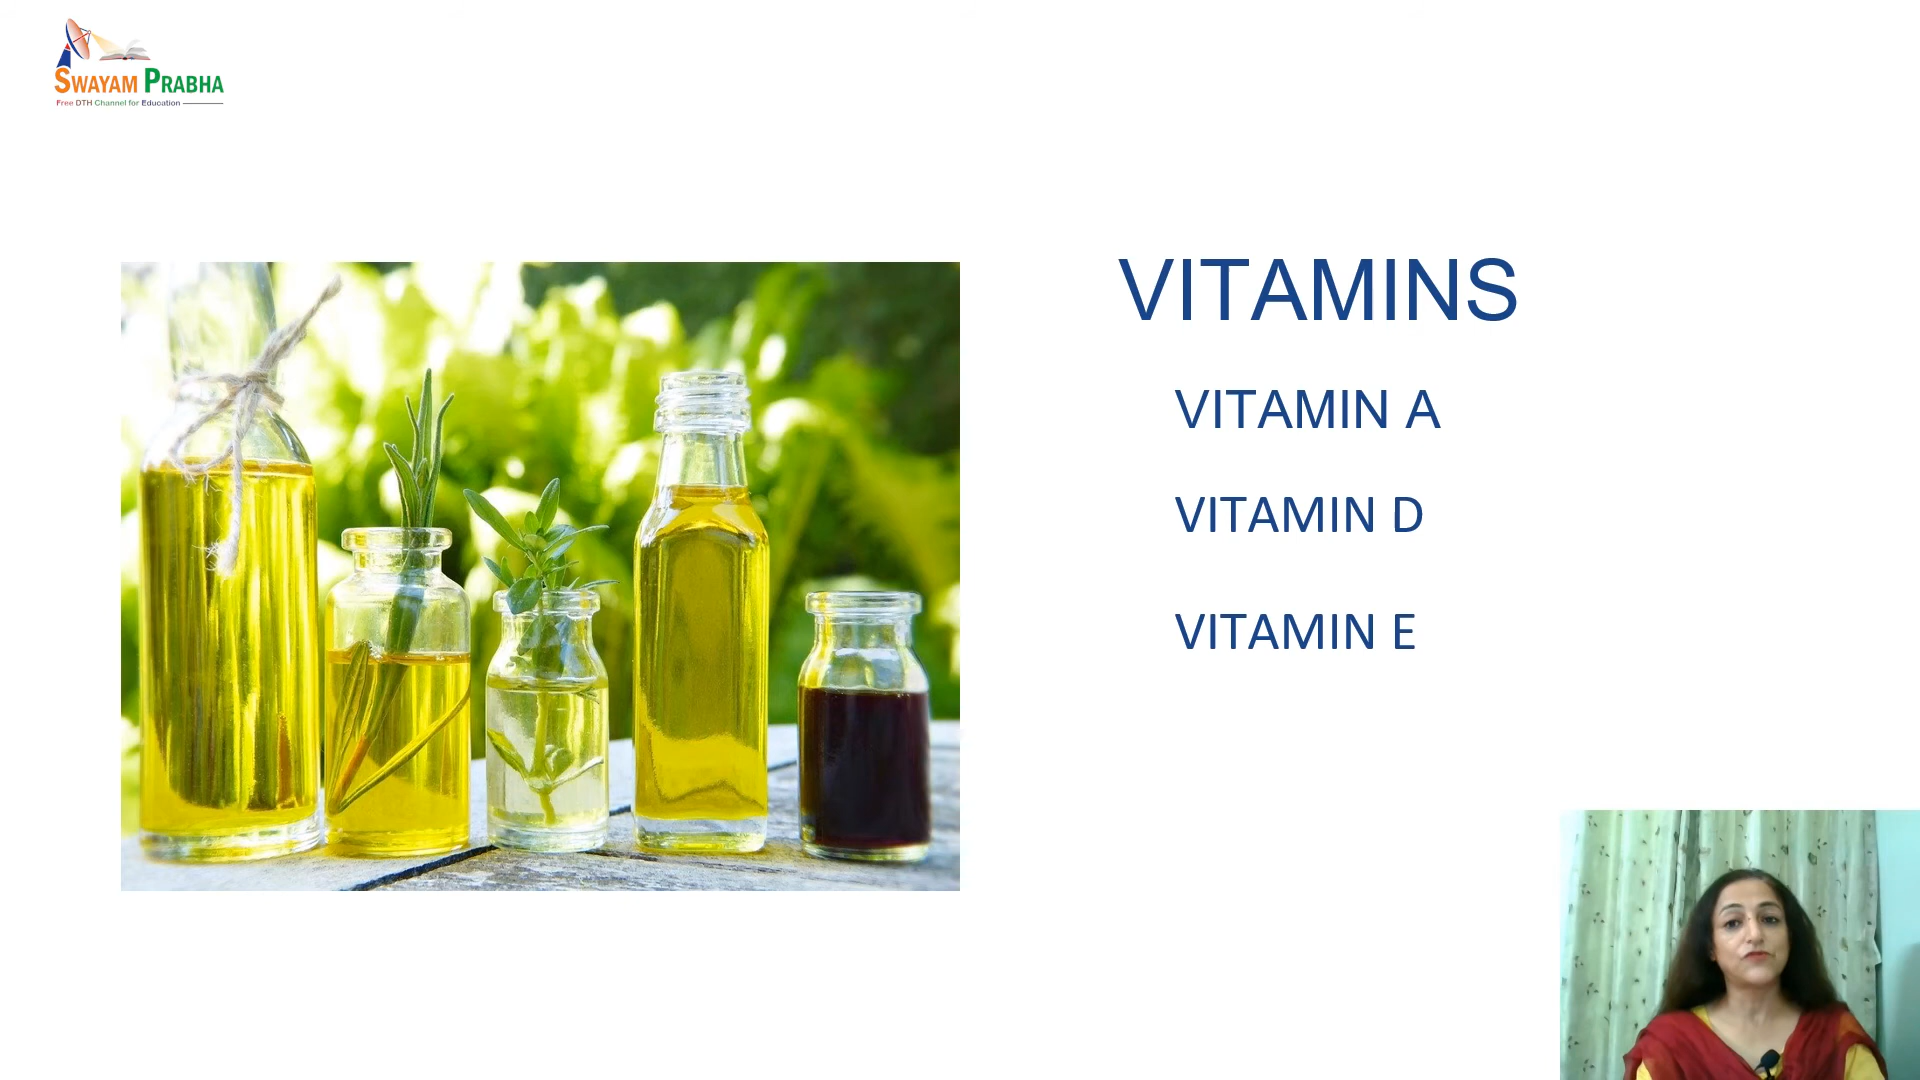 SWAYAM PRABHA
Free DTH Channel for Education
VITAMINS
VITAMIN A
VITAMIN D
VITAMIN E